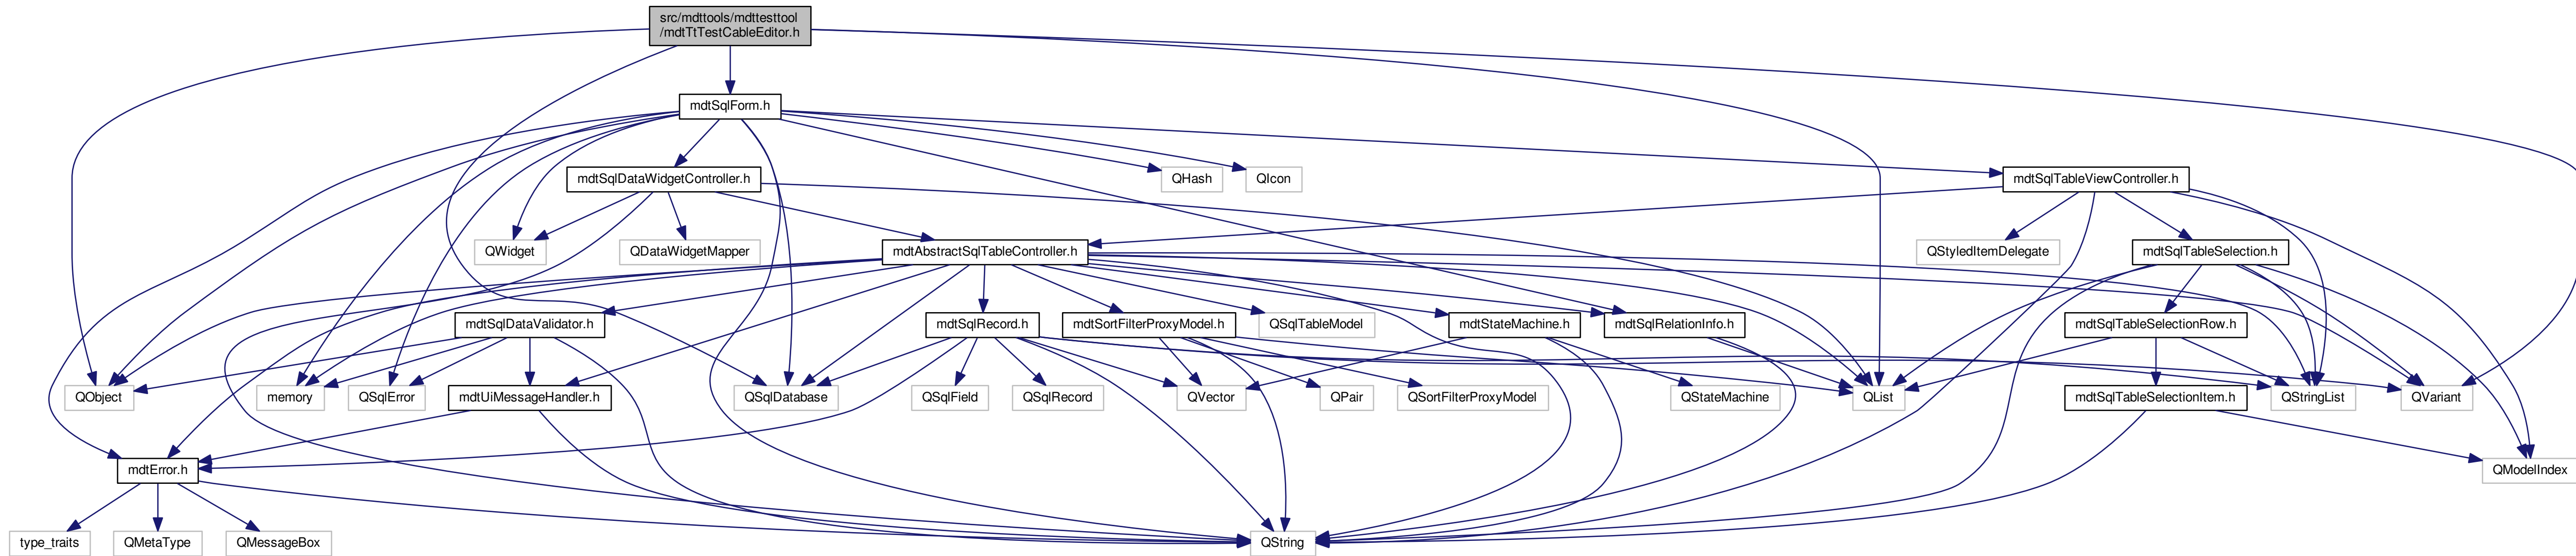 src/mdttools/mdttesttool
/mdtTtTestCableEditor.h
mdtSqlForm.h
mdtSqlDataWidgetController.h
QHash
QIcon
mdtSqlTableViewController.h
QWidget
QDataWidgetMapper
mdtAbstractSqlTableController.h
QStyledItemDelegate
mdtSqlTableSelection.h
mdtSqlDataValidator.h
mdtSqlRecord.h
mdtSortFilterProxyModel.h
QSqlTableModel
mdtStateMachine.h
mdtSqlRelationInfo.h
mdtSqlTableSelectionRow.h
QObject
memory
QSqlError
mdtUiMessageHandler.h
QSqlDatabase
QSqlField
QSqlRecord
QVector
QPair
QSortFilterProxyModel
QStateMachine
QList
mdtSqlTableSelectionItem.h
QStringList
QVariant
mdtError.h
QModelIndex
type_traits
QMetaType
QMessageBox
QString